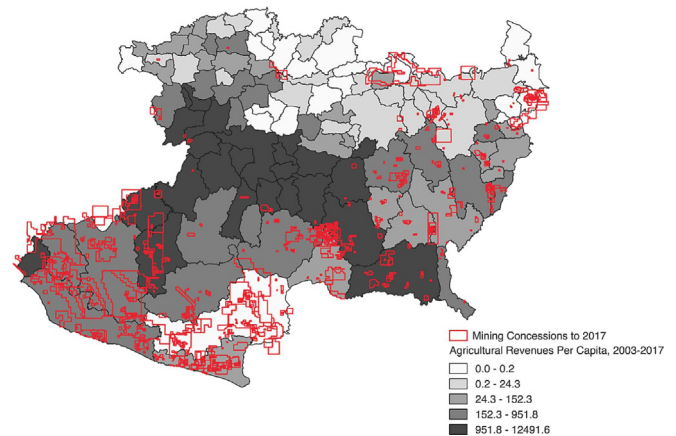 Mining Concessions to 2017
Agricultural Revenues Per Capita, 2003-2017
0.0 - 0.2
0.2 - 24.3
24.3 - 152.3
152.3 - 951.8
951.8 - 12491.6